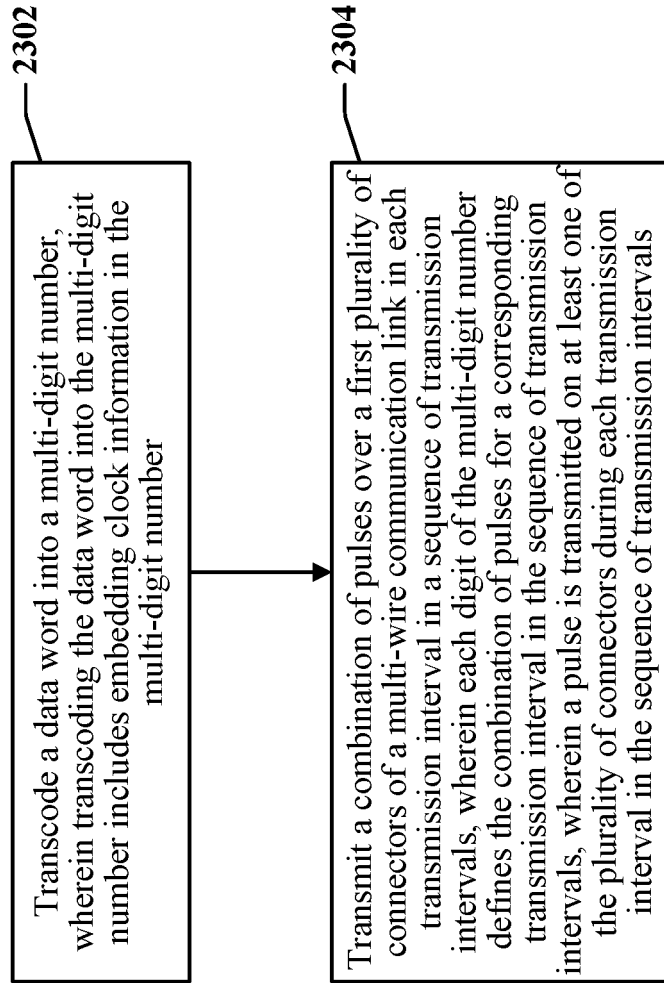 2302
Transcode a data word into a multi-digit number,
wherein transcoding the data word into the multi-digit
number includes embedding clock information in the
multi-digit number
2304
Transmit a combination of pulses over a first plurality of
connectors of a multi-wire communication link in each
transmission interval in a sequence of transmission
intervals, wherein each digit of the multi-digit number
defines the combination of pulses for a corresponding
transmission interval in the sequence of transmission
intervals, wherein a pulse is transmitted on at least one of
the plurality of connectors during each transmission
interval in the sequence of transmission intervals